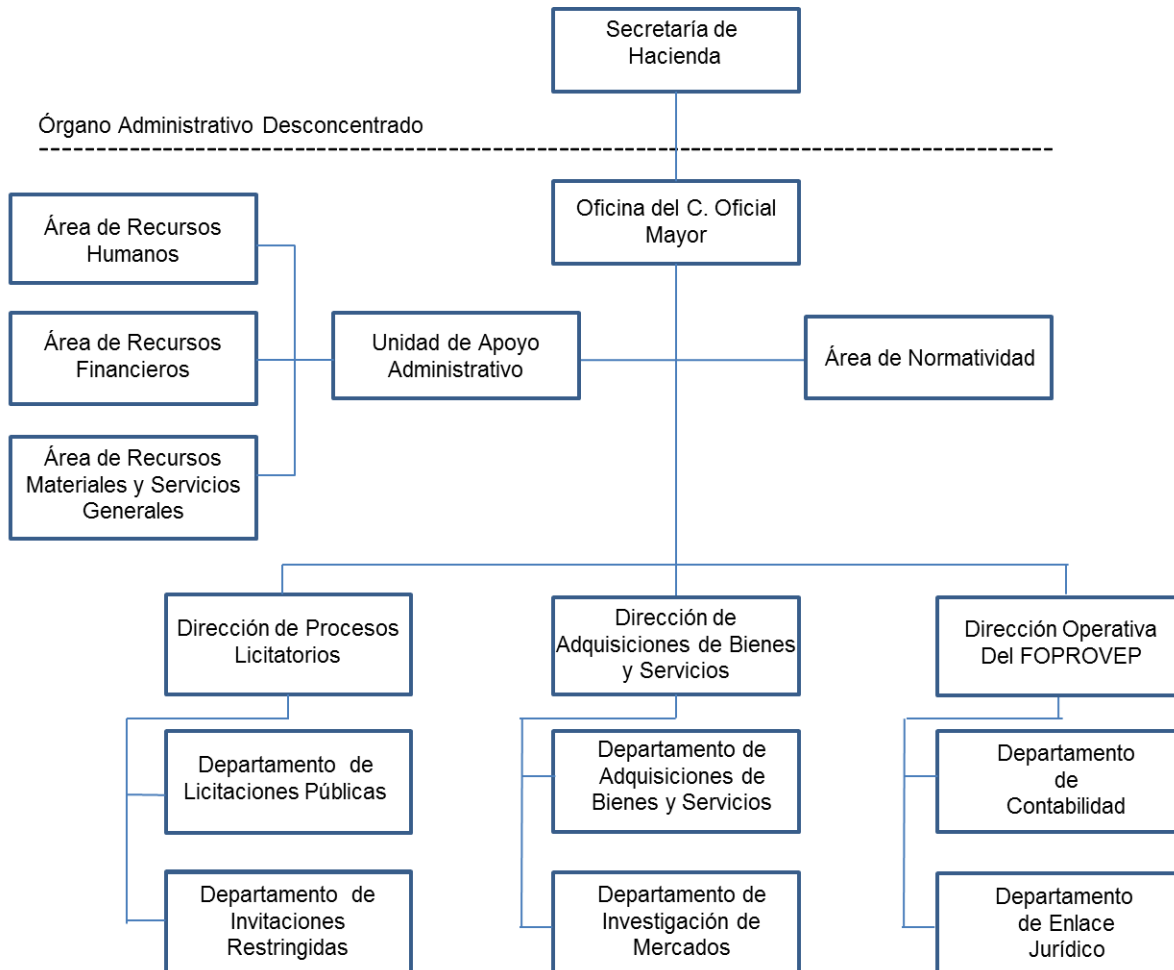 Secretaría de
Hacienda
Órgano Administrativo Desconcentrado
Oficina del C. Oficial
Mayor
Área de Recursos
Humanos
Área de Recursos
Financieros
Unidad de Apoyo
Administrativo
Área de Normatividad
Área de Recursos
Materiales y Servicios
Generales
Dirección de Procesos
Licitatorios
Dirección de
Adquisiciones de Bienes
y Servicios
Dirección Operativa
Del FOPROVEP
Departamento de
Licitaciones Públicas
Departamento de
Adquisiciones de
Bienes y Servicios
Departamento
de
Contabilidad
Departamento de
Invitaciones
Restringidas
Departamento de
Investigación de
Mercados
Departamento
de Enlace
Jurídico